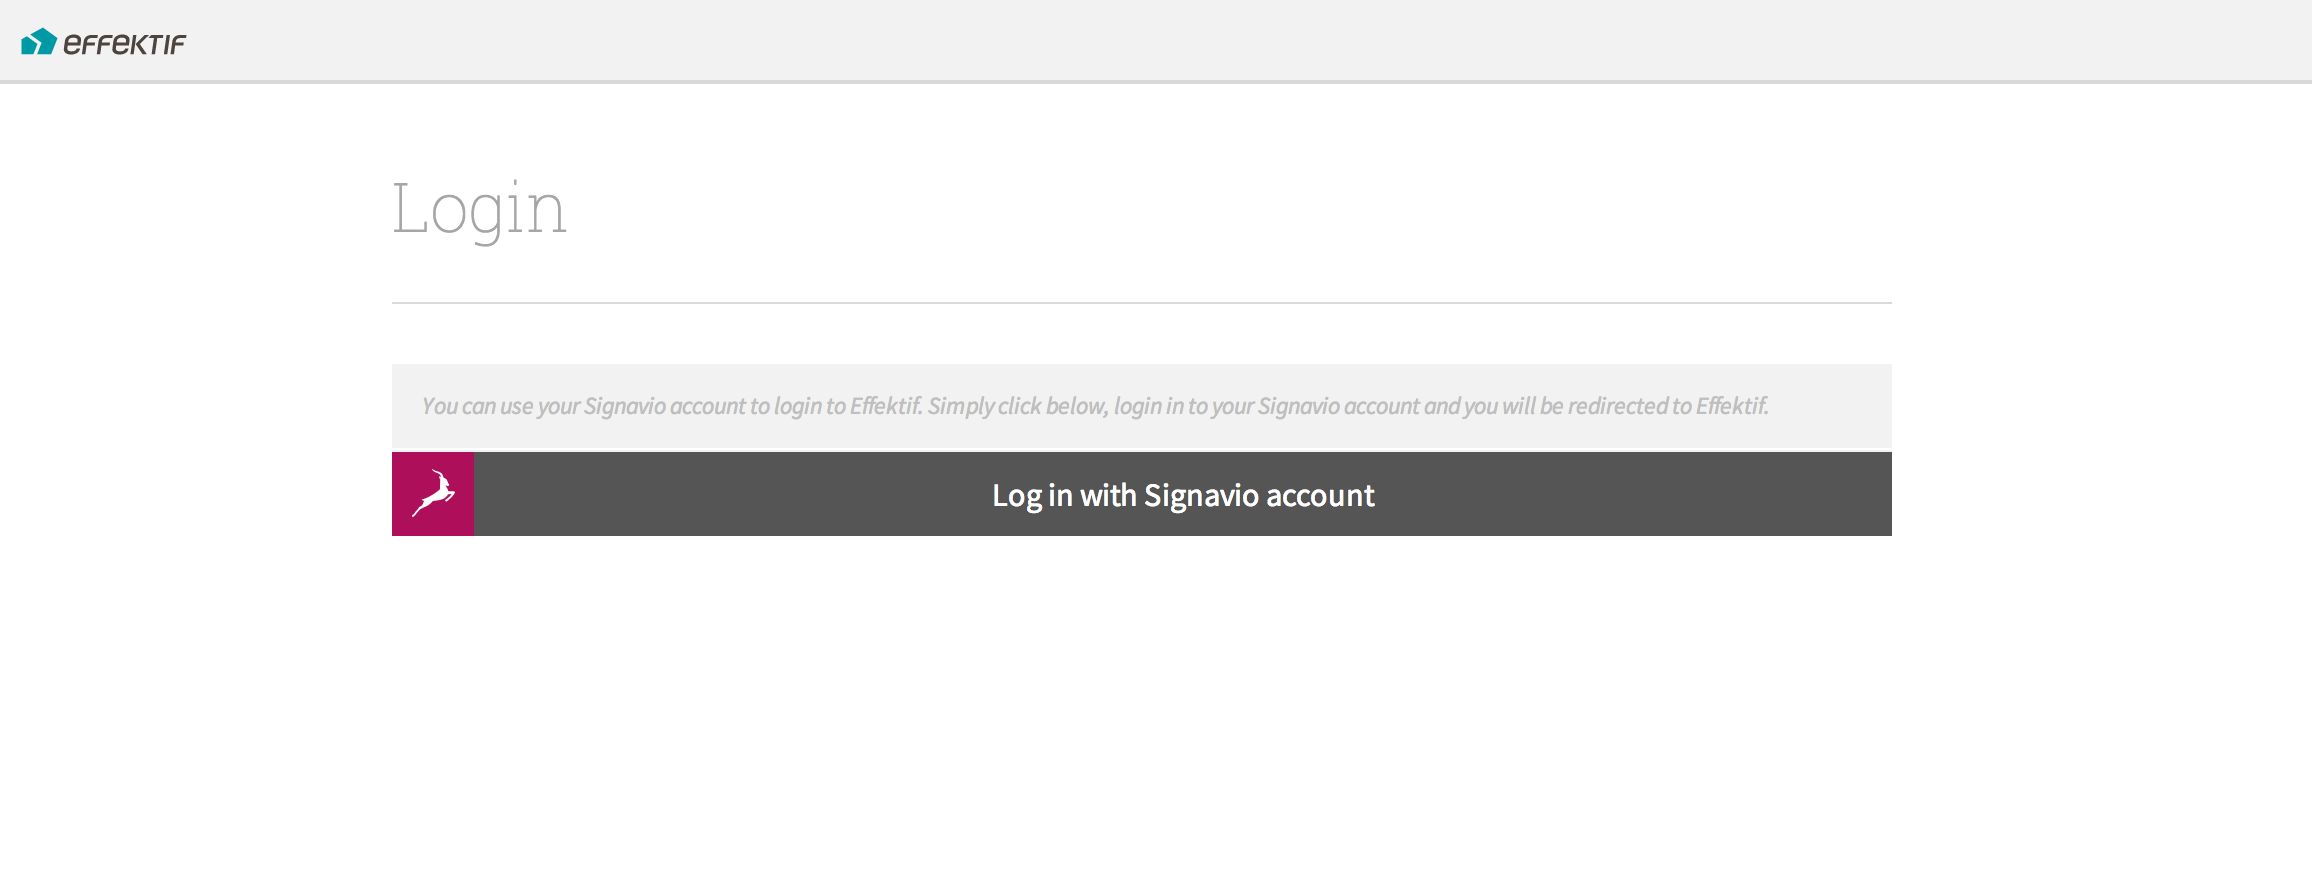 effektif
Login
You can use your Signavio account to login to Effektif. Simply click below, login in to your Signavio account and you will be redirected to Effektif.
Log in with Signavio account